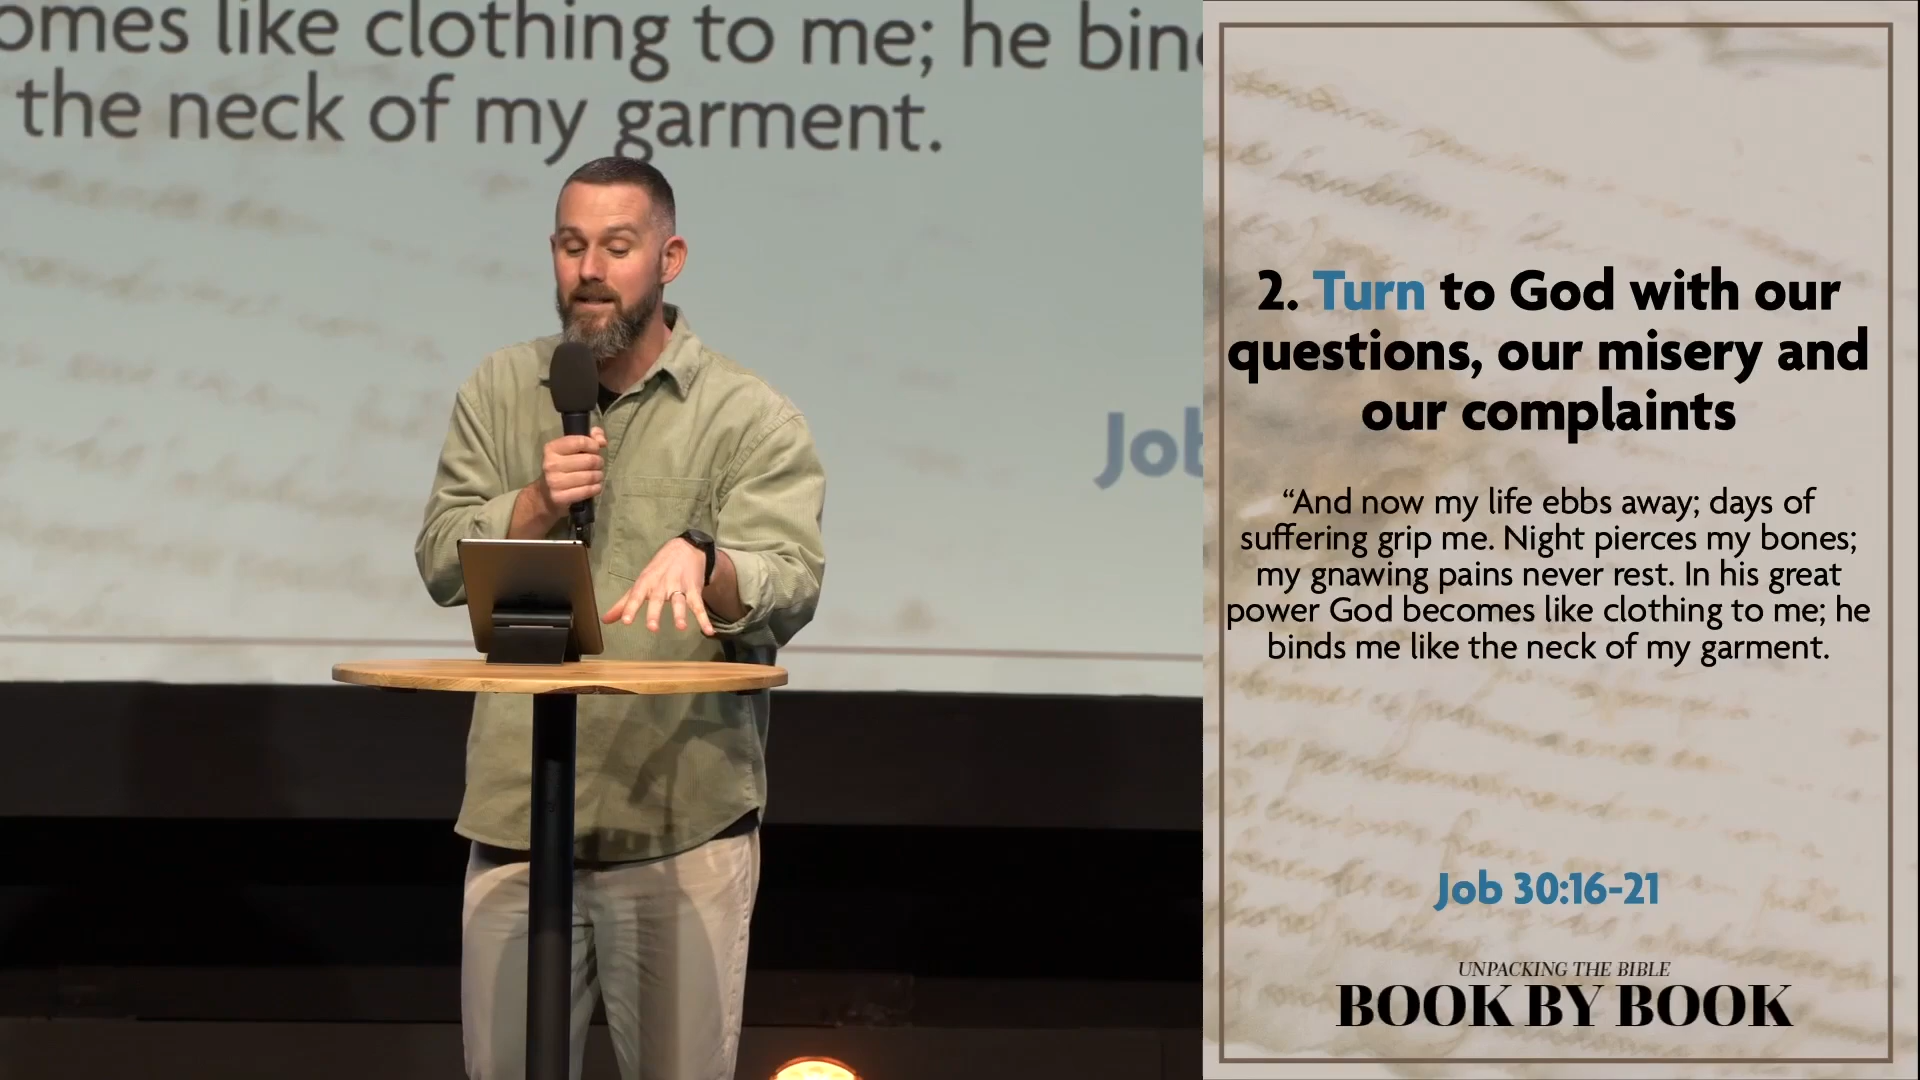 omes like clothing to me; he bin
the neck of my garment.
Job
2. Turn to God with our
questions, our misery and
our complaints
“And now my life ebbs away; days of
suffering grip me. Night pierces my bones;
my gnawing pains never rest. In his great
power God becomes like clothing to me; he
binds me like the neck of my garment.
Job 30:16-21
UNPACKING THE BIBLE
BOOK BY BOOK